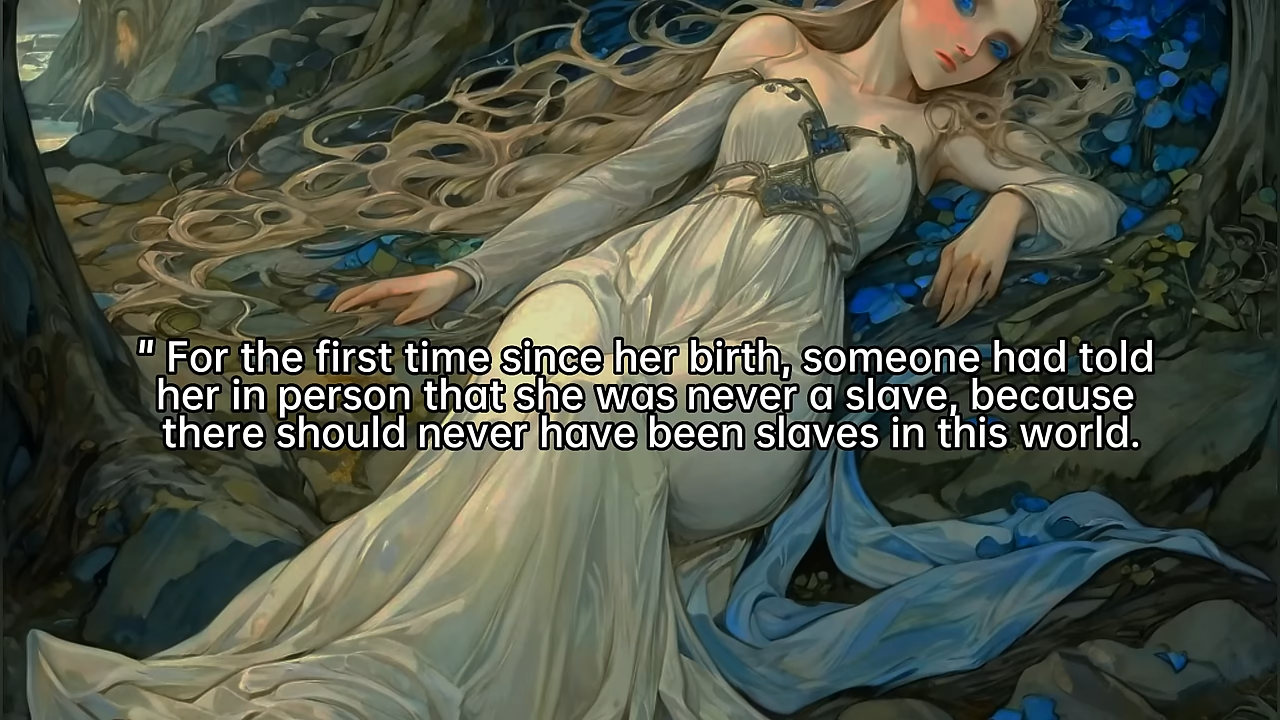 " For the first time since her birth, someone had told
her in person that she was never a slave, because
there should never have been slaves in this world.